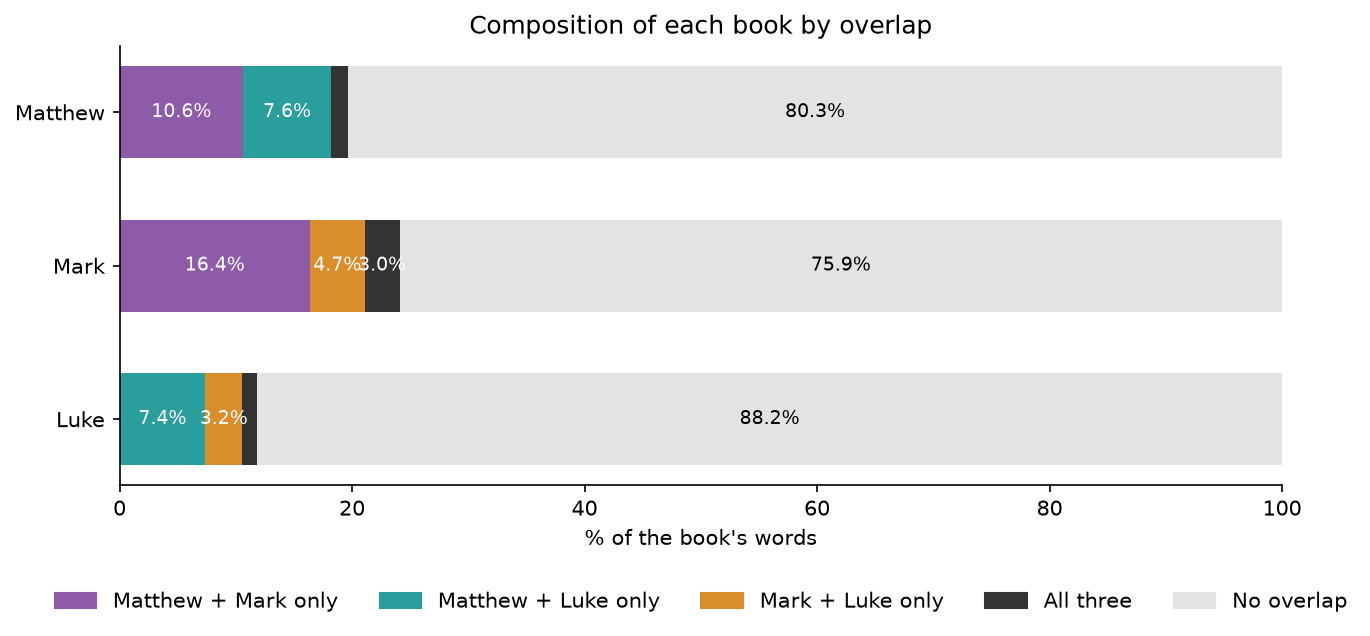 Composition of each book by overlap
Matthew 10.6% 7.6% 80.3%
Mark 16.4% 4.7% 3.0% 75.9%
Luke 7.4% 3.2% 88.2%
0 20 40 60 80 100
% of the book's words
Matthew + Mark only Matthew + Luke only Mark + Luke only All three No overlap